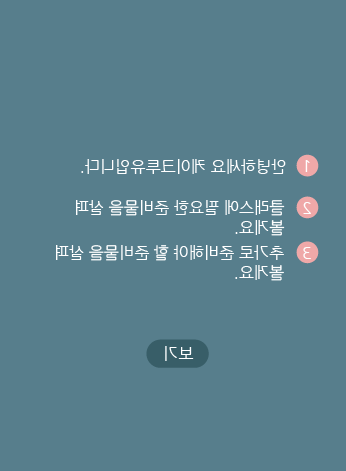 1 안녕하세요 케이크투유입니다.
2 클래스에 필요한 준비물을 살펴
볼게요.
3 추가로 준비해야 할 준비물을 살펴
볼게요.
보기